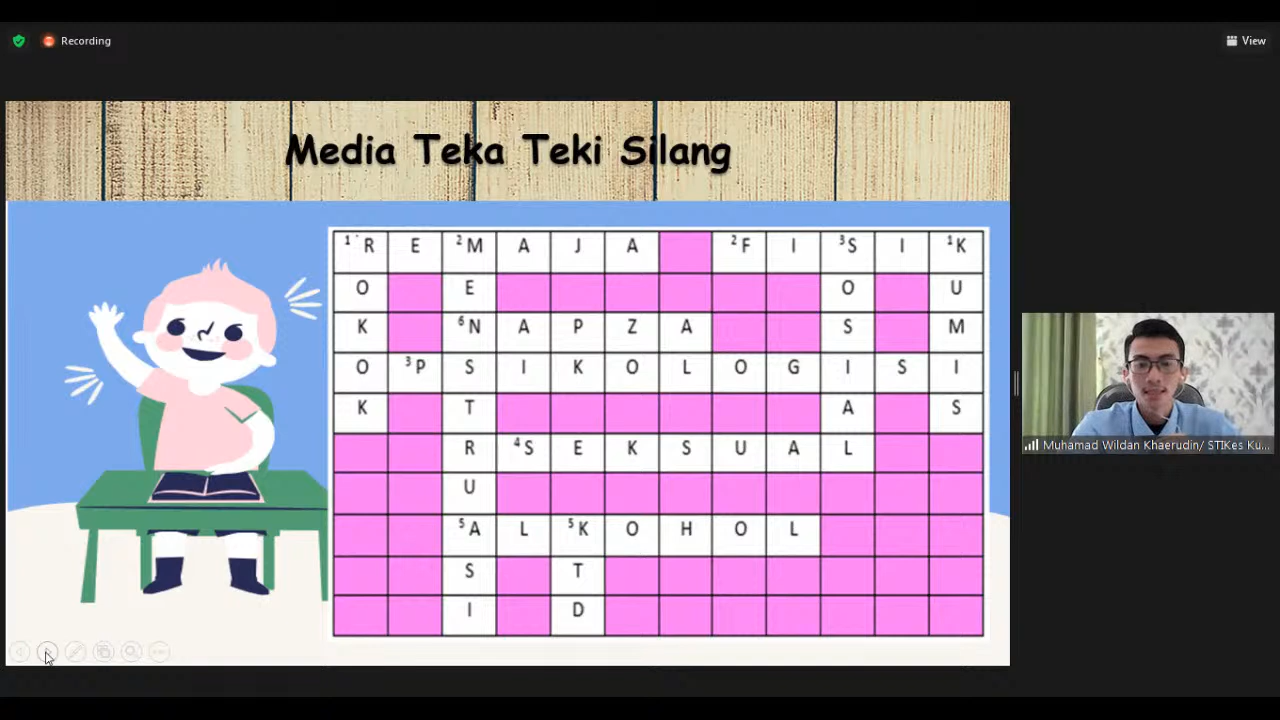 Recording
View
Media Teka Teki Silang
1 R E 2 M A J A 2 F I 3 S I 1 K
O E O U
K 6 N A P Z A S M
O 3 P S I K O L O G I S I
K T A S
R 4 S E K S U A L
U
5 A L 5 K O H O L
S T
I D
Muhamad Wildan Khaerudin/ STIKes Ku...